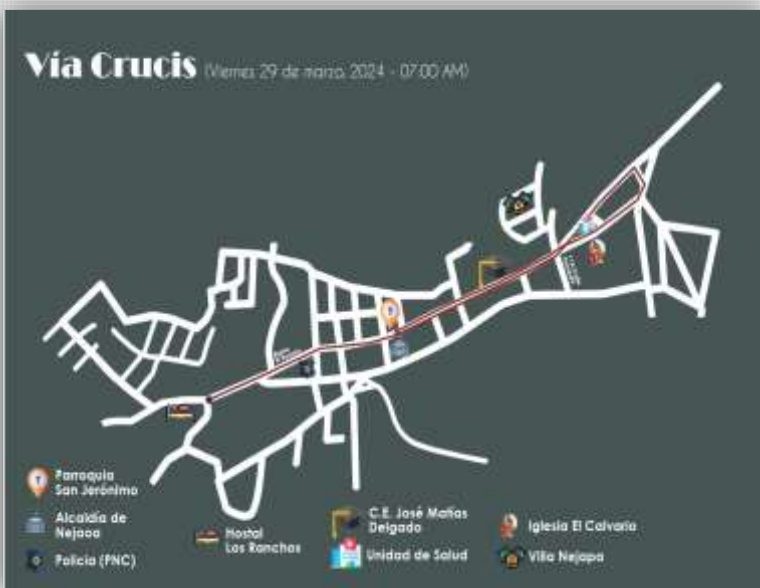 Vía Crucis (Viernes 29 de marzo, 2024 - 07:00 AM)
Parroquia
San Jerónimo
Alcaldía de
Nejapa
Policía (PNC)
Hostal
Los Ranchos
C.E. José Matías
Delgado
Unidad de Salud
Iglesia El Calvario
Villa Nejapa